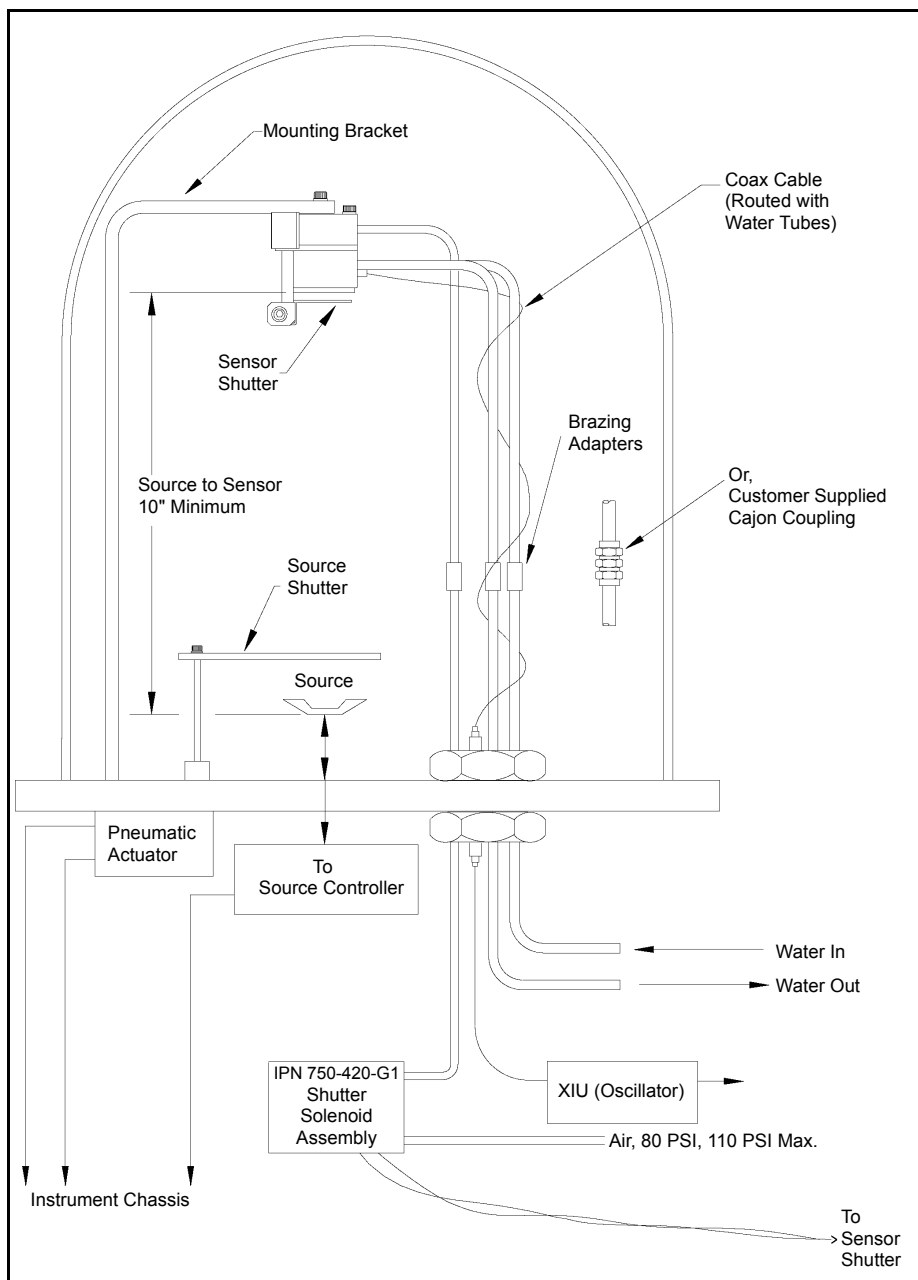 Mounting Bracket
Coax Cable
(Routed with
Water Tubes)
Sensor
Shutter
Brazing
Adapters
Source to Sensor
10" Minimum
Or,
Customer Supplied
Cajon Coupling
Source
Shutter
Source
Pneumatic
Actuator
To
Source Controller
Water In
Water Out
IPN 750-420-G1
Shutter
Solenoid
Assembly
XIU (Oscillator)
Air, 80 PSI, 110 PSI Max.
Instrument Chassis
To
Sensor
Shutter